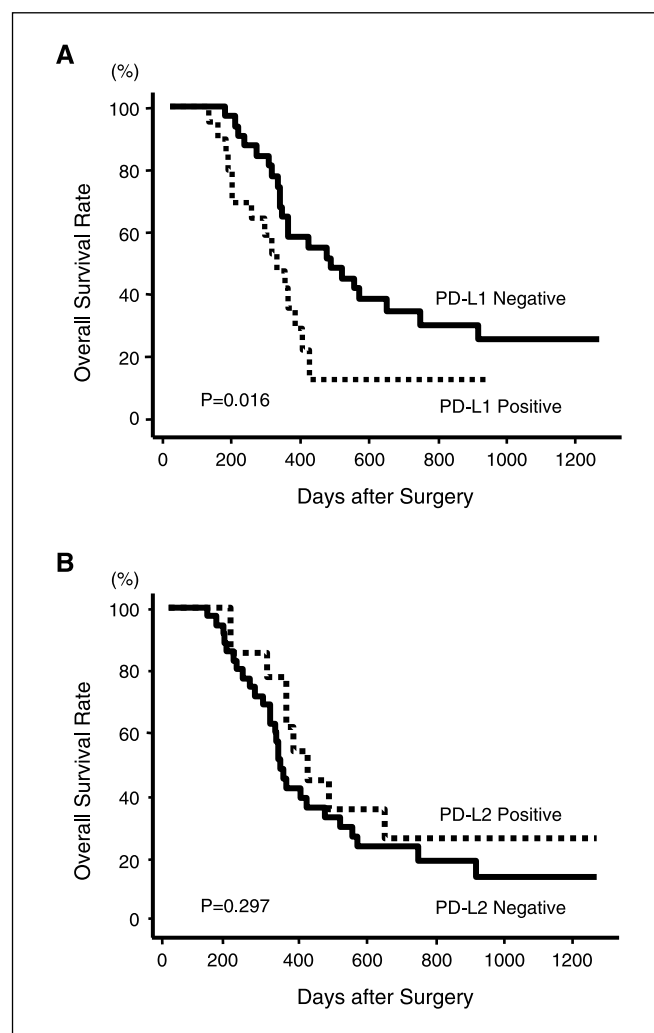 A
(%)
100
80
60
40
20
0
Overall Survival Rate
PD-L1 Negative
P=0.016
PD-L1 Positive
0 200 400 600 800 1000 1200
Days after Surgery
B
(%)
100
80
60
40
20
0
Overall Survival Rate
PD-L2 Positive
P=0.297
PD-L2 Negative
0 200 400 600 800 1000 1200
Days after Surgery